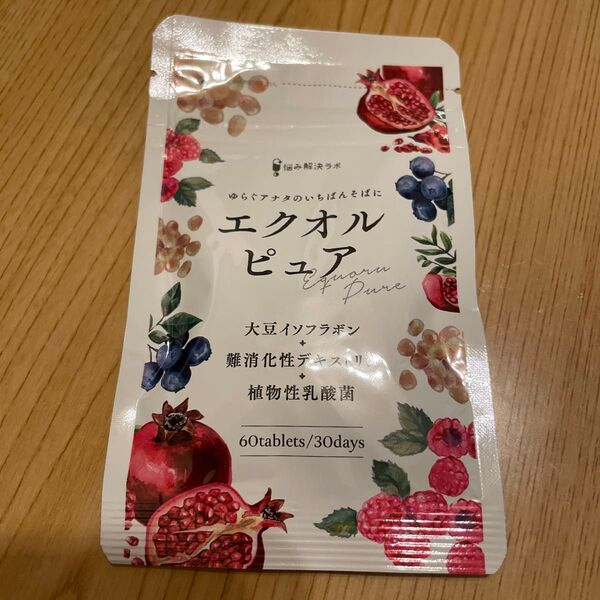 悩み解決ラボ
ゆらぐアナタのいちばんそばに
エクオル
ピュア
Equoru
Pure
大豆イソフラボン
+
難消化性デキストリ
+
植物性乳酸菌
60tablets/30days